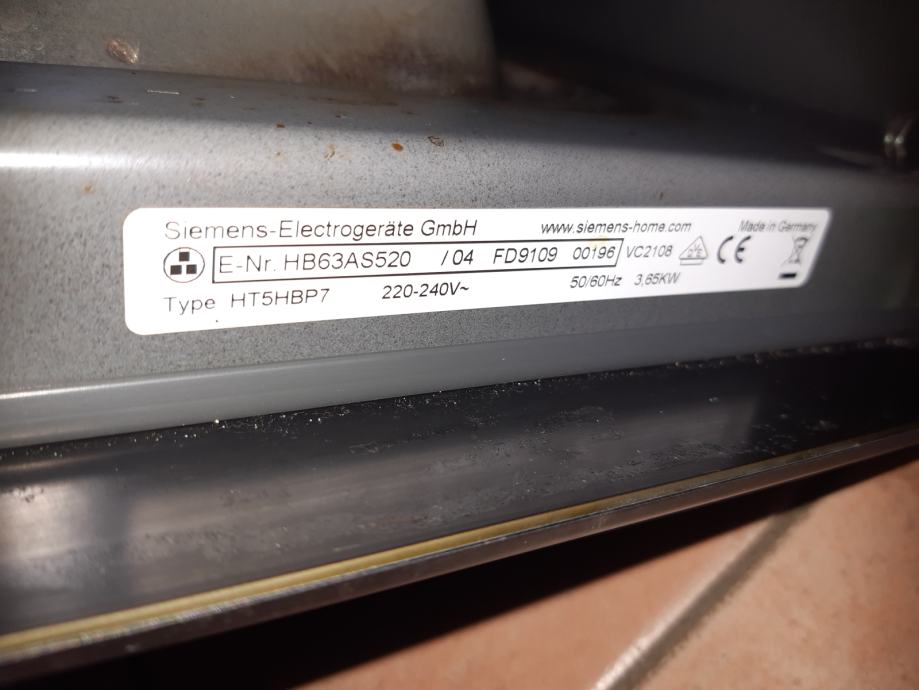 Siemens-Electrogeräte GmbH www.siemens-home.com Made in Germany
E-Nr. HB63AS520 /04 FD9109 00196 VC2108 CE
Type HT5HBP7 220-240V~ 50/60Hz 3,65KW